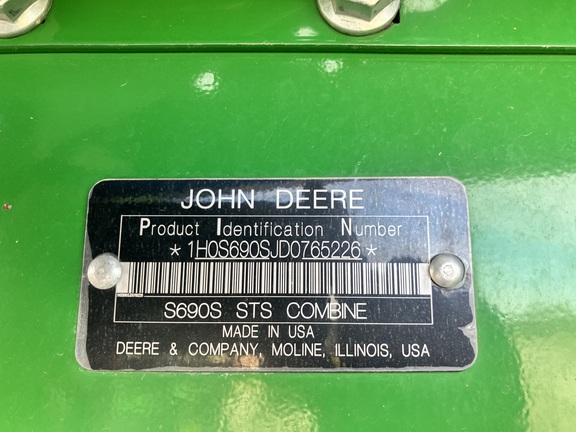 JOHN DEERE
Product Identification Number
*1H0S690SJD0765226*
S690S STS COMBINE
MADE IN USA
DEERE & COMPANY, MOLINE, ILLINOIS, USA